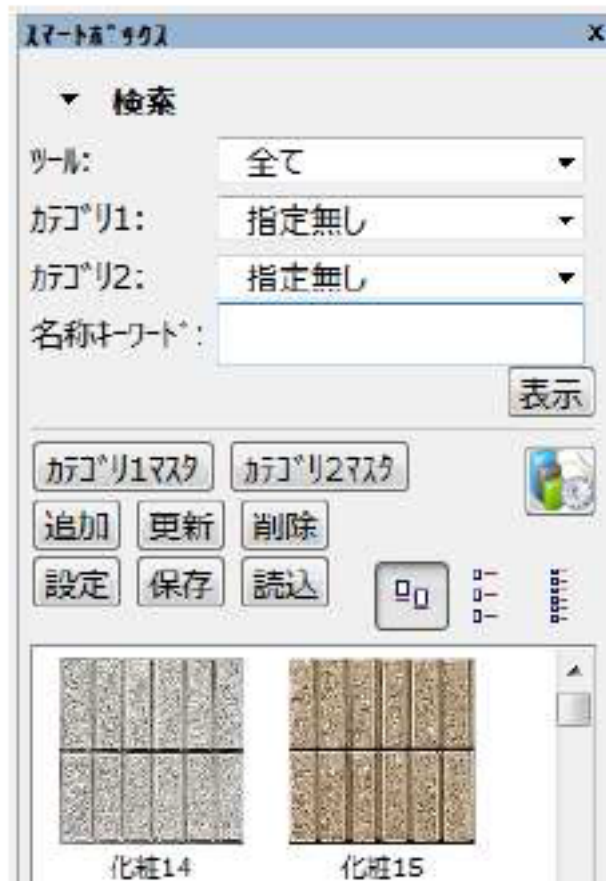 ｽﾏｰﾄﾎﾞｯｸｽ x
▼ 検索
ﾂｰﾙ: 全て
ｶﾃｺﾞﾘ1: 指定無し
ｶﾃｺﾞﾘ2: 指定無し
名称ｷｰﾜｰﾄﾞ:
表示
ｶﾃｺﾞﾘ1ﾏｽﾀ ｶﾃｺﾞﾘ2ﾏｽﾀ
追加 更新 削除
設定 保存 読込
化粧14 化粧15